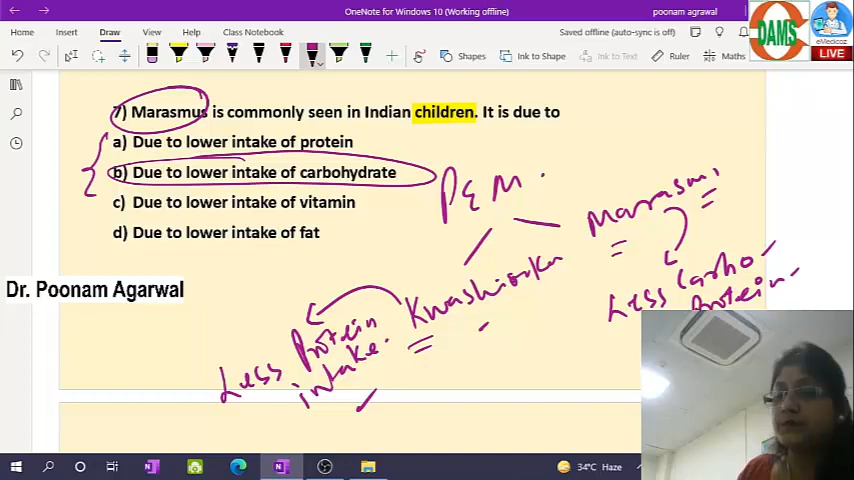 OneNote for Windows 10 (Working offline)
poonam agrawal
Home Insert Draw View Help Class Notebook
Saved offline (auto-sync is off)
Shapes Ink to Shape Ink to Text Ruler Maths
DAMS
eMedicoz
LIVE
7) Marasmus is commonly seen in Indian children. It is due to
a) Due to lower intake of protein
b) Due to lower intake of carbohydrate
c) Due to lower intake of vitamin
d) Due to lower intake of fat
PEM
Marasmus
Kwashiorkor
Less Carbo
Protein
Less Protein
intake.
Dr. Poonam Agarwal
34°C Haze